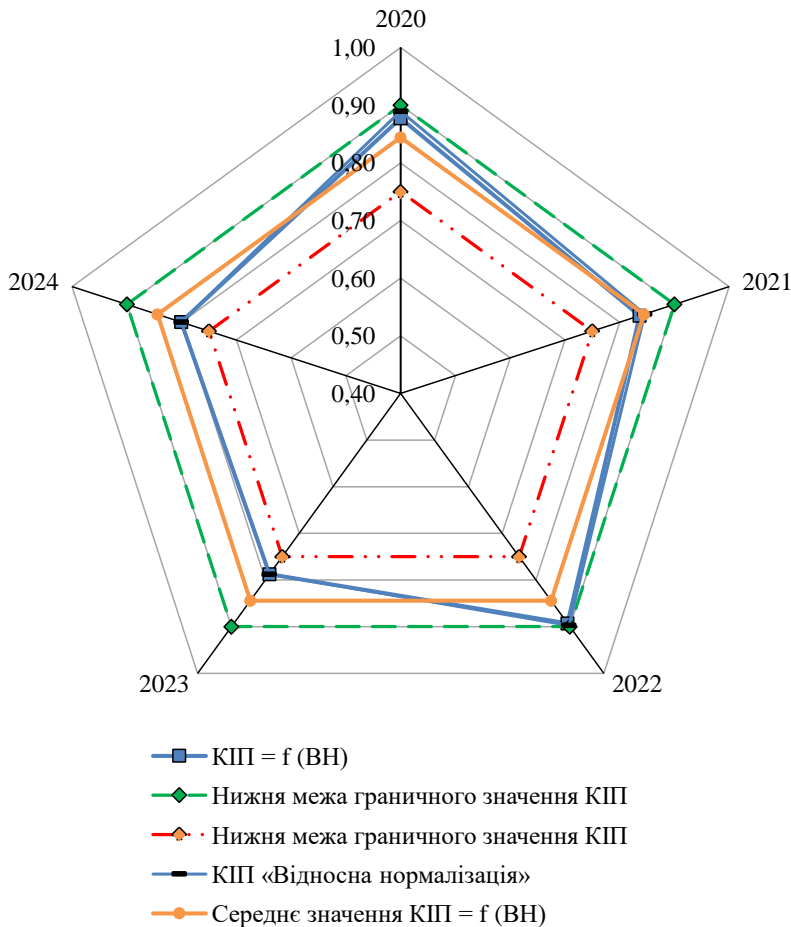 2020
1,00
0,90
0,80
0,70
0,60
0,50
0,40
2024
2021
2023
2022
КІП = f (ВН)
Нижня межа граничного значення КІП
Нижня межа граничного значення КІП
КІП «Відносна нормалізація»
Середнє значення КІП = f (ВН)